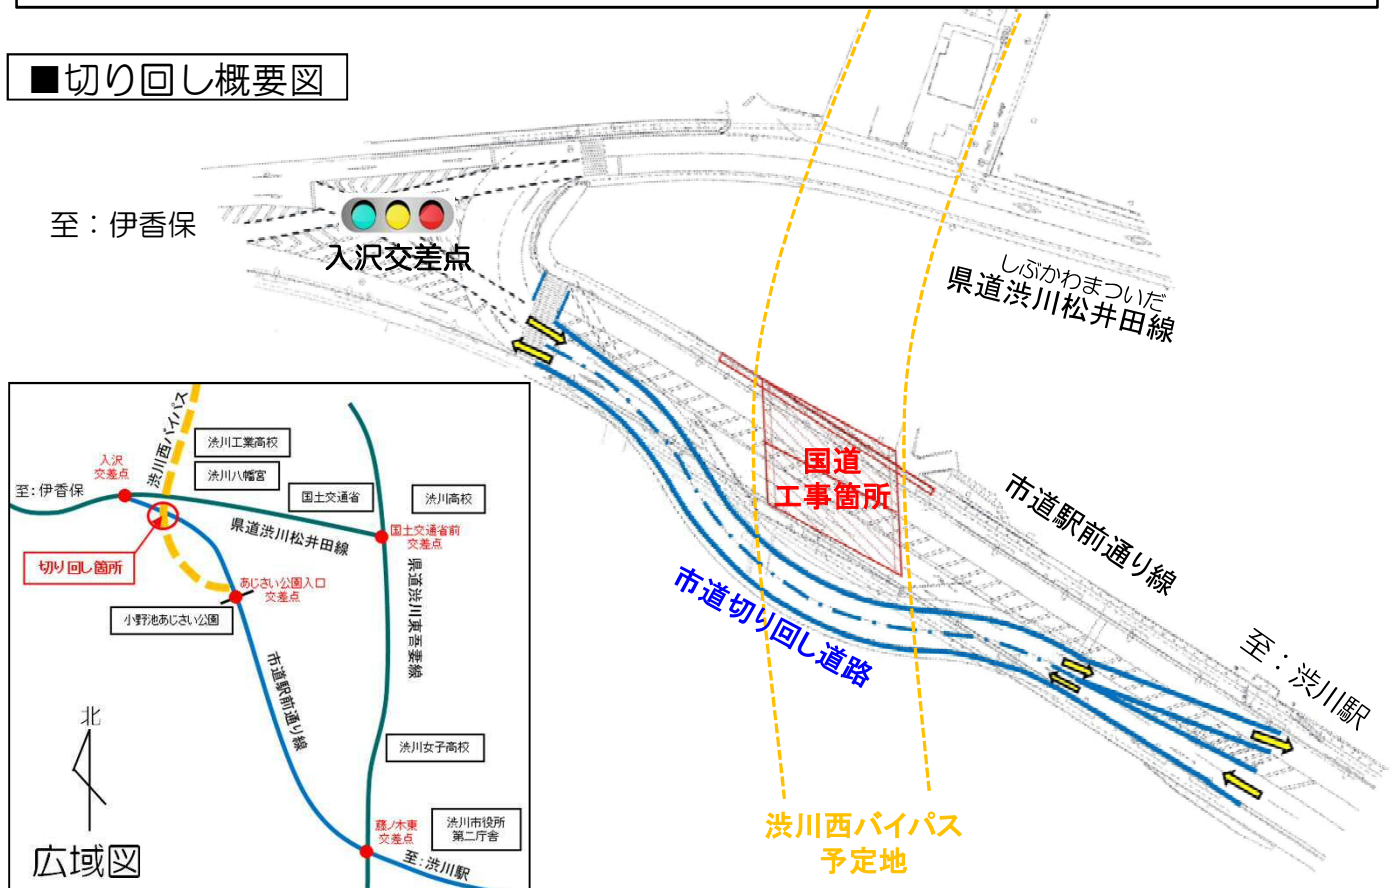 ■切り回し概要図
至：伊香保
入沢交差点
しぶかわまついだ
県道渋川松井田線
国道
工事箇所
市道駅前通り線
市道切り回し道路
至：渋川駅
渋川西バイパス
予定地
渋川西バイパス
渋川工業高校
入沢
交差点
渋川八幡宮
至：伊香保
国土交通省
渋川高校
県道渋川松井田線
国土交通省前
交差点
切り回し箇所
県道渋川東吾妻線
あじさい公園入口
交差点
小野池あじさい公園
市道駅前通り線
北
渋川女子高校
藤ノ木東
交差点
渋川市役所
第二庁舎
至：渋川駅
広域図